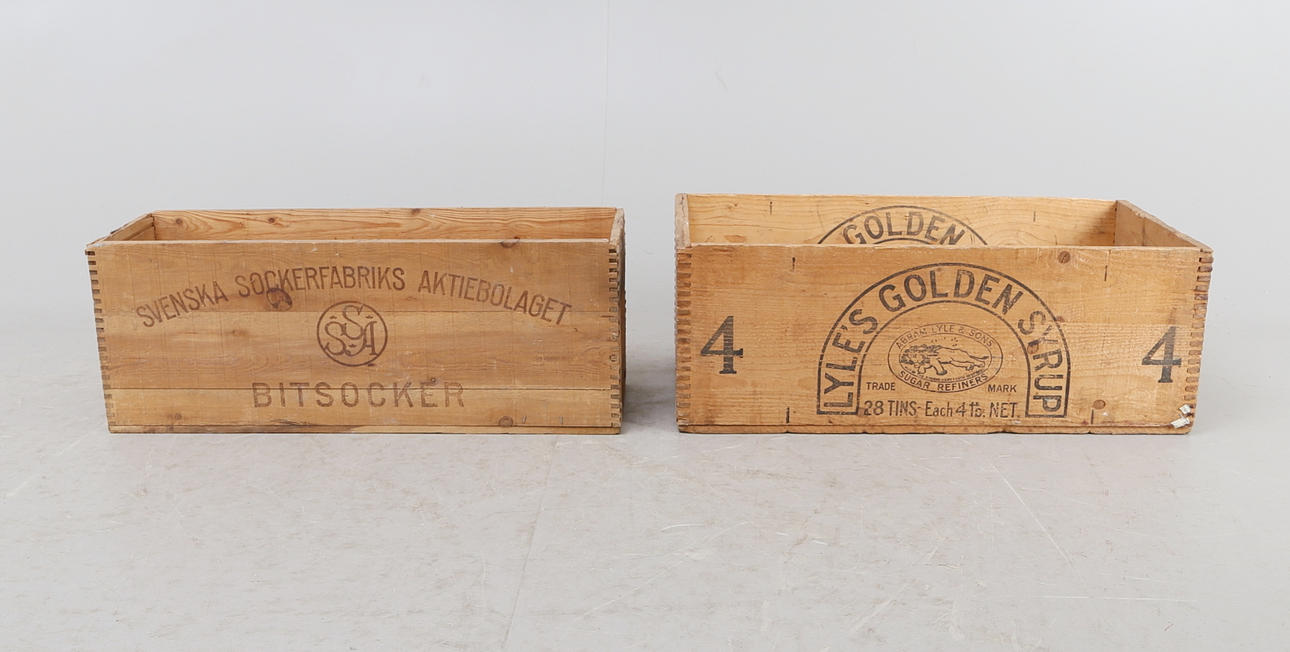 SVENSKA SOCKERFABRIKS AKTIEBOLAGET
SSA
BITSOCKER
GOLDEN
LYLE'S GOLDEN SYRUP
ABRAM LYLE & SONS
SUGAR REFINERS
TRADE MARK
28 TINS-Each 4 lb. NET.
4
4